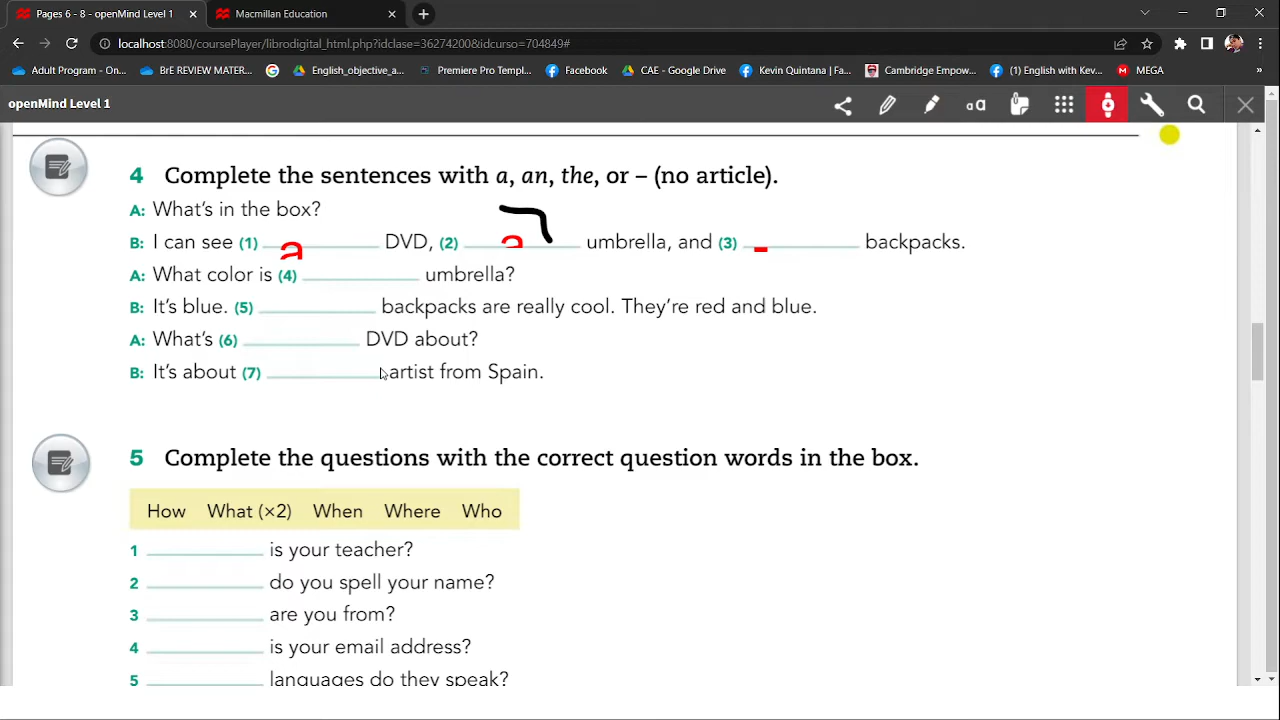 Pages 6 - 8 - openMind Level 1
Macmillan Education
localhost:8080/coursePlayer/librodigital_html.php?idclase=362742008&idcurso=704849#
Adult Program - On... BrE REVIEW MATER... English_objective_a... Premiere Pro Templ... Facebook CAE - Google Drive Kevin Quintana | Fa... Cambridge Empow... (1) English with Kev... MEGA »
openMind Level 1
aa
4 Complete the sentences with a, an, the, or – (no article).
A: What's in the box?
B: I can see (1) a DVD, (2) a umbrella, and (3) - backpacks.
A: What color is (4) umbrella?
B: It's blue. (5) backpacks are really cool. They're red and blue.
A: What's (6) DVD about?
B: It's about (7) artist from Spain.
5 Complete the questions with the correct question words in the box.
How What (×2) When Where Who
1 is your teacher?
2 do you spell your name?
3 are you from?
4 is your email address?
5 languages do they speak?